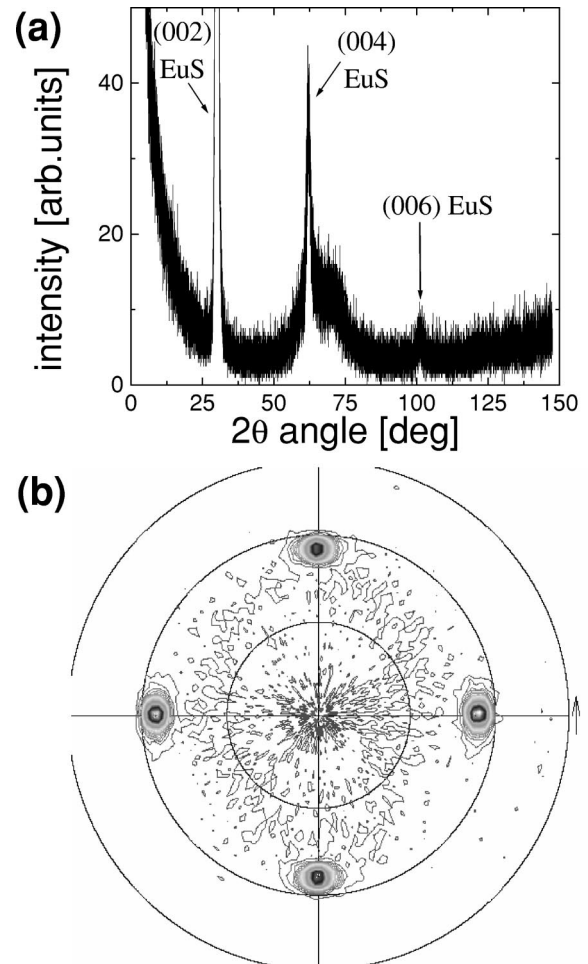 (a)
(002)
EuS
(004)
EuS
(006) EuS
intensity [arb.units]
40
20
0
0 25 50 75 100 125 150
2θ angle [deg]
(b)